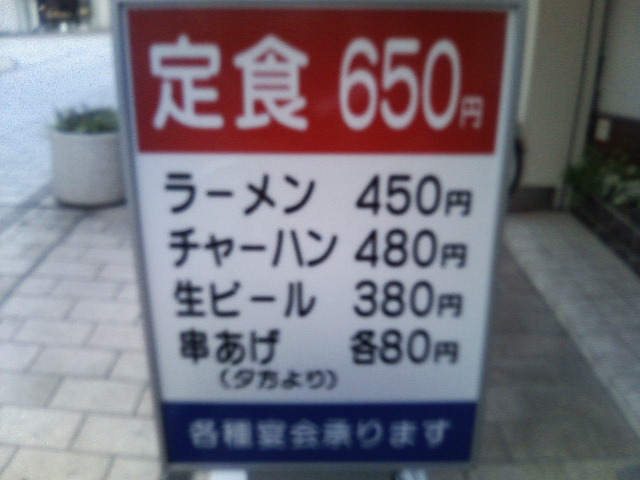 定食 650円
ラーメン 450円
チャーハン 480円
生ビール 380円
串あげ 各80円
(夕方より)
各種宴会承ります